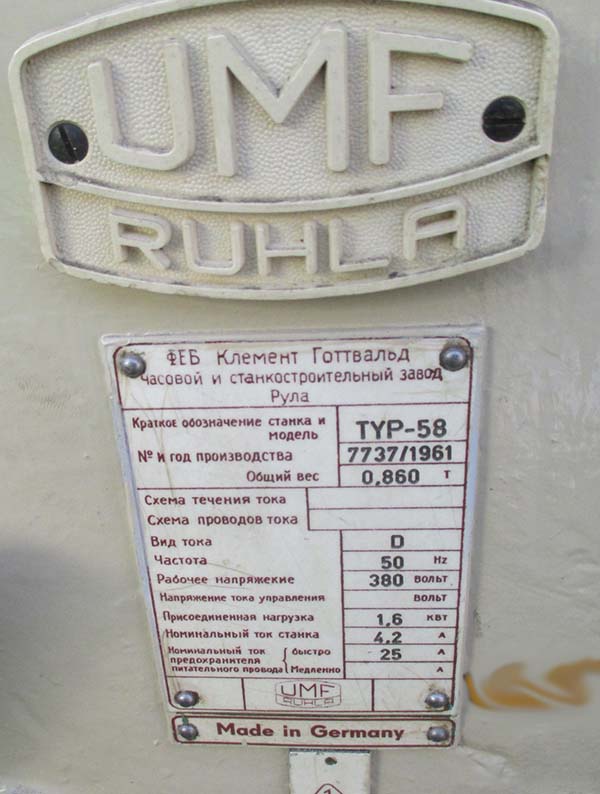 UMF
RUHLA
ФЕБ Клемент Готтвальд
Часовой и станкостроительный завод
Рула
Краткое обозначение станка и модель TYP-58
№ и год производства 7737/1961
Общий вес 0,860 т
Схема течения тока
Схема проводов тока
Вид тока D
Частота 50 Hz
Рабочее напряжекие 380 вольт
Напряжение тока управления вольт
Присоединенная нагрузка 1,6 квт
Номинальный ток станка 4,2 а
Номинальный ток предохранителя питательного провода быстро 25 а
Медленно а
UMF
RUHLA
Made in Germany